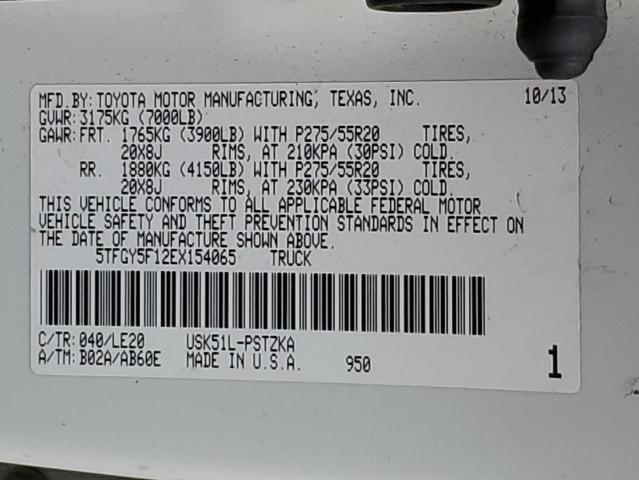 MFD.BY: TOYOTA MOTOR MANUFACTURING, TEXAS, INC. 10/13
GVWR: 3175KG (7000LB)
GAWR: FRT. 1765KG (3900LB) WITH P275/55R20 TIRES,
20X8J RIMS, AT 210KPA (30PSI) COLD.
RR. 1880KG (4150LB) WITH P275/55R20 TIRES,
20X8J RIMS, AT 230KPA (33PSI) COLD.
THIS VEHICLE CONFORMS TO ALL APPLICABLE FEDERAL MOTOR
VEHICLE SAFETY AND THEFT PREVENTION STANDARDS IN EFFECT ON
THE DATE OF MANUFACTURE SHOWN ABOVE.
5TFGY5F12EX154065 TRUCK
C/TR: 040/LE20 USK51L-PSTZKA
A/TM: B02A/AB60E MADE IN U.S.A. 950 1